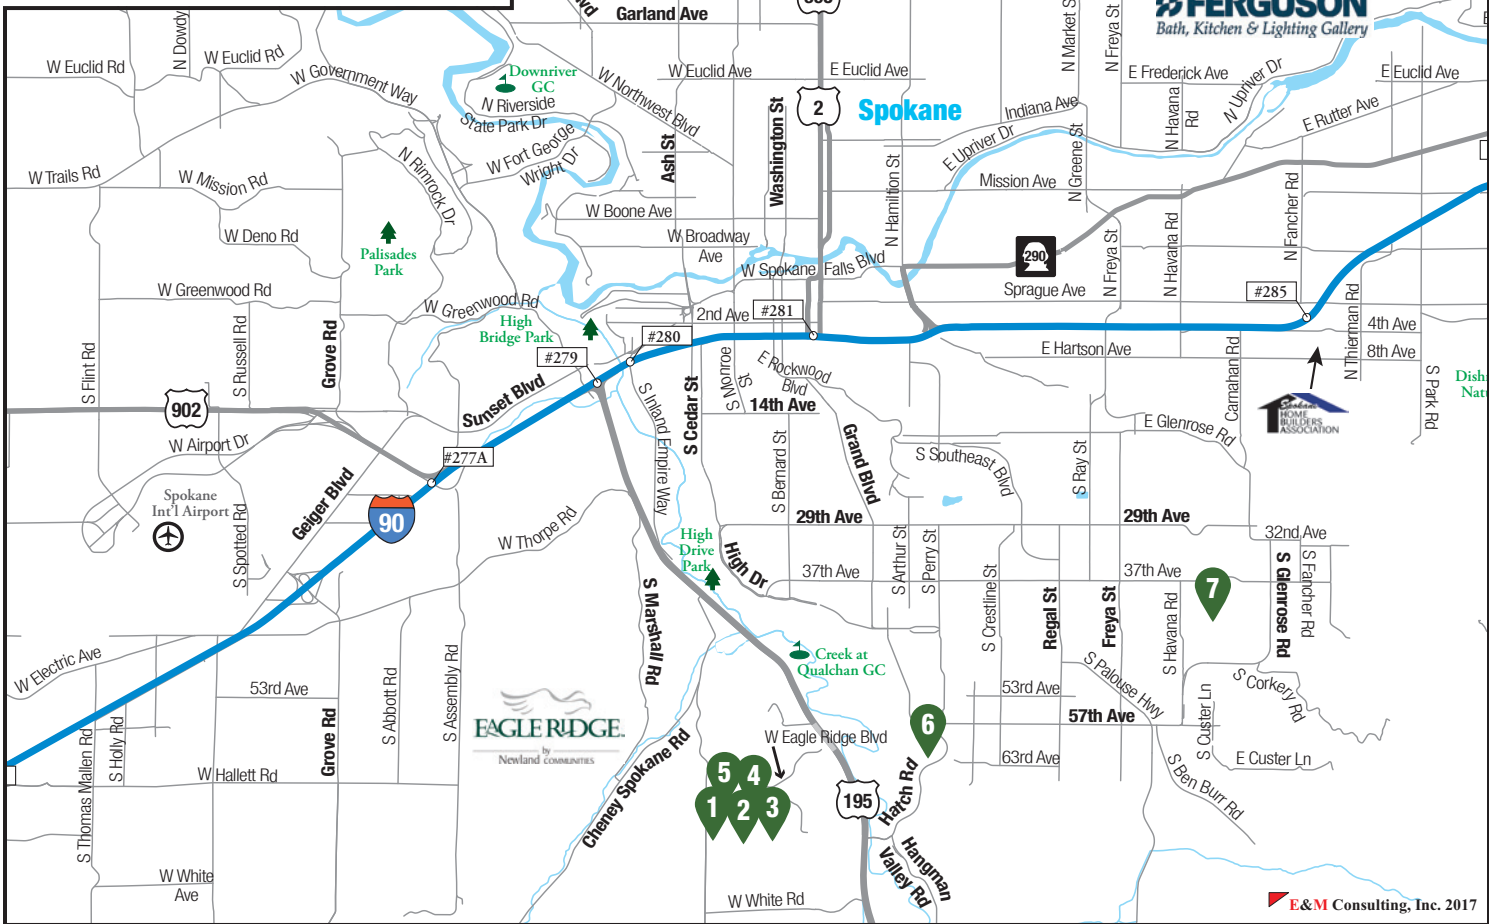 Garland Ave
FERGUSON
Bath, Kitchen & Lighting Gallery
N Dowdy
W Euclid Rd
W Euclid Rd
W Government Way
Downriver
GC
N Riverside
State Park Dr
W Northwest Blvd
W Euclid Ave
E Euclid Ave
2
Spokane
N Market S
N Freya St
E Frederick Ave
E Euclid Ave
Indiana Ave
N Havana
Rd
N Upriver Dr
E Rutter Ave
E Upriver Dr
N Greene St
W Fort George
Wright Dr
Ash St
Washington St
N Hamilton St
Mission Ave
W Trails Rd
W Mission Rd
N Rimrock Dr
W Boone Ave
W Deno Rd
Palisades
Park
W Broadway
Ave
W Spokane Falls Blvd
290
Sprague Ave
N Freya St
N Havana Rd
N Fancher Rd
#285
W Greenwood Rd
W Greenwood Rd
High
Bridge Park
2nd Ave
#281
#280
#279
4th Ave
8th Ave
N Thierman Rd
E Hartson Ave
Carnahan Rd
S Park Rd
Dish
Nat
S Flint Rd
S Russell Rd
Grove Rd
902
Sunset Blvd
S Inland Empire Way
S Cedar St
S Monroe
St
E Rockwood
Blvd
14th Ave
Grand Blvd
S Bernard St
Spokane
HOME
BUILDERS
ASSOCIATION
E Glenrose Rd
S Southeast Blvd
S Ray St
W Airport Dr
#277A
Spokane
Int'l Airport
S Spotted Rd
Geiger Blvd
90
W Thorpe Rd
High
Drive
Park
High Dr
29th Ave
29th Ave
32nd Ave
37th Ave
37th Ave
S Arthur St
S Perry St
S Crestline St
Regal St
Freya St
S Havana Rd
7
S Glenrose Rd
S Fancher Rd
S Marshall Rd
Creek at
Qualchan GC
W Electric Ave
53rd Ave
S Abbott Rd
S Assembly Rd
53rd Ave
S Palouse Hwy
57th Ave
S Corkery Rd
S Custer Ln
E Custer Ln
S Thomas Mallen Rd
S Holly Rd
Grove Rd
W Hallett Rd
EAGLE RIDGE
by
Newland COMMUNITIES
Cheney Spokane Rd
W Eagle Ridge Blvd
6
63rd Ave
S Ben Burr Rd
5
4
1
2
3
195
Hatch Rd
Hangman
Valley Rd
W White
Ave
W White Rd
E&M Consulting, Inc. 2017